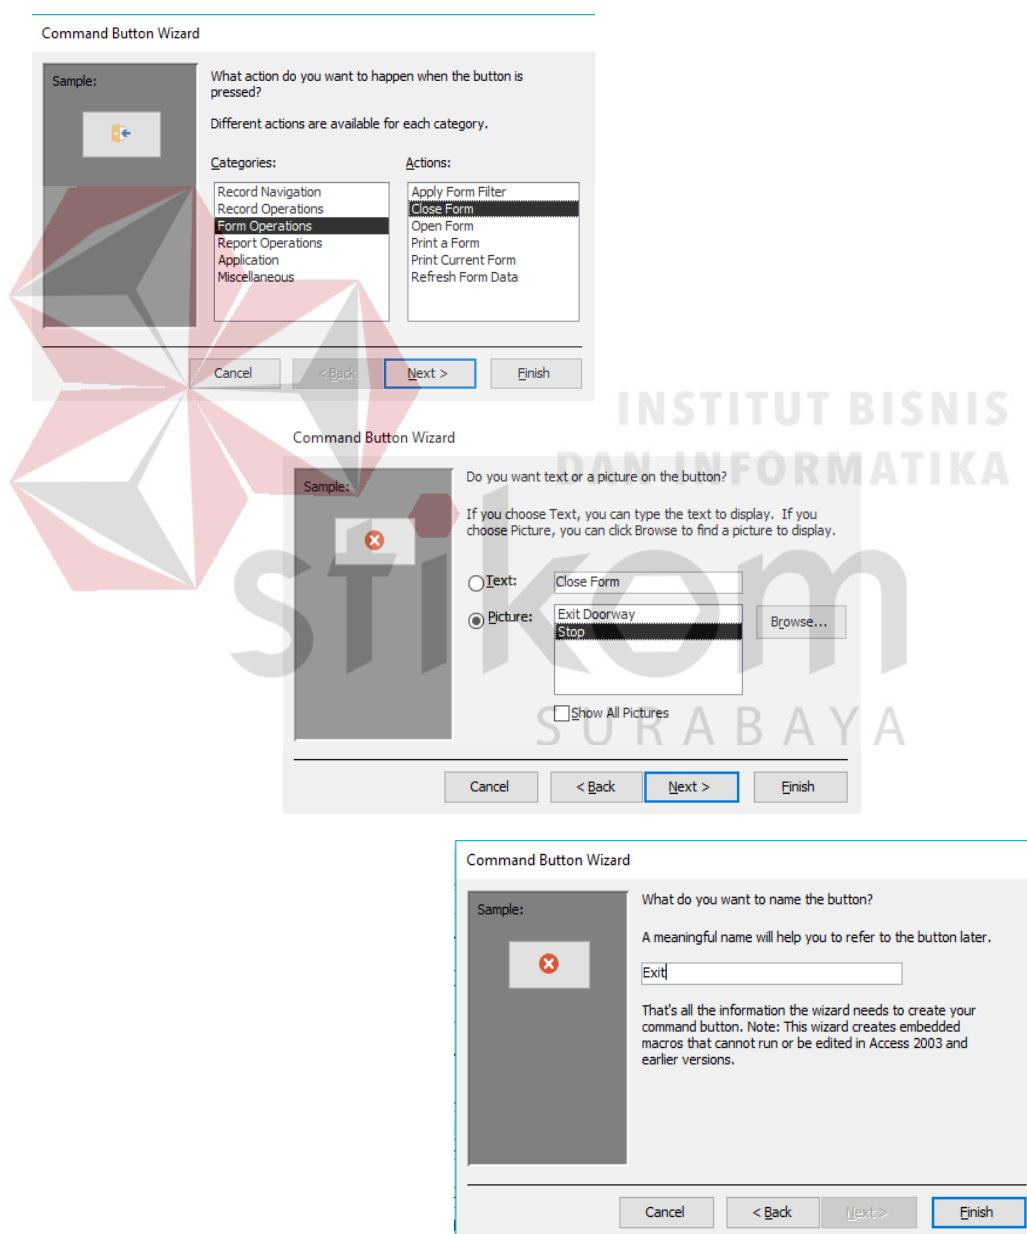 Command Button Wizard
Sample:
What action do you want to happen when the button is
pressed?
Different actions are available for each category.
Categories:
Actions:
Record Navigation
Record Operations
Form Operations
Report Operations
Application
Miscellaneous
Apply Form Filter
Close Form
Open Form
Print a Form
Print Current Form
Refresh Form Data
Cancel
< Back
Next >
Finish
INSTITUT BISNIS
DAN INFORMATIKA
stikom
SURABAYA
Command Button Wizard
Sample:
Do you want text or a picture on the button?
If you choose Text, you can type the text to display. If you
choose Picture, you can click Browse to find a picture to display.
Text:
Close Form
Picture:
Exit Doorway
Stop
Browse...
Show All Pictures
Cancel
< Back
Next >
Finish
Command Button Wizard
Sample:
What do you want to name the button?
A meaningful name will help you to refer to the button later.
Exit
That's all the information the wizard needs to create your
command button. Note: This wizard creates embedded
macros that cannot run or be edited in Access 2003 and
earlier versions.
Cancel
< Back
Next >
Finish